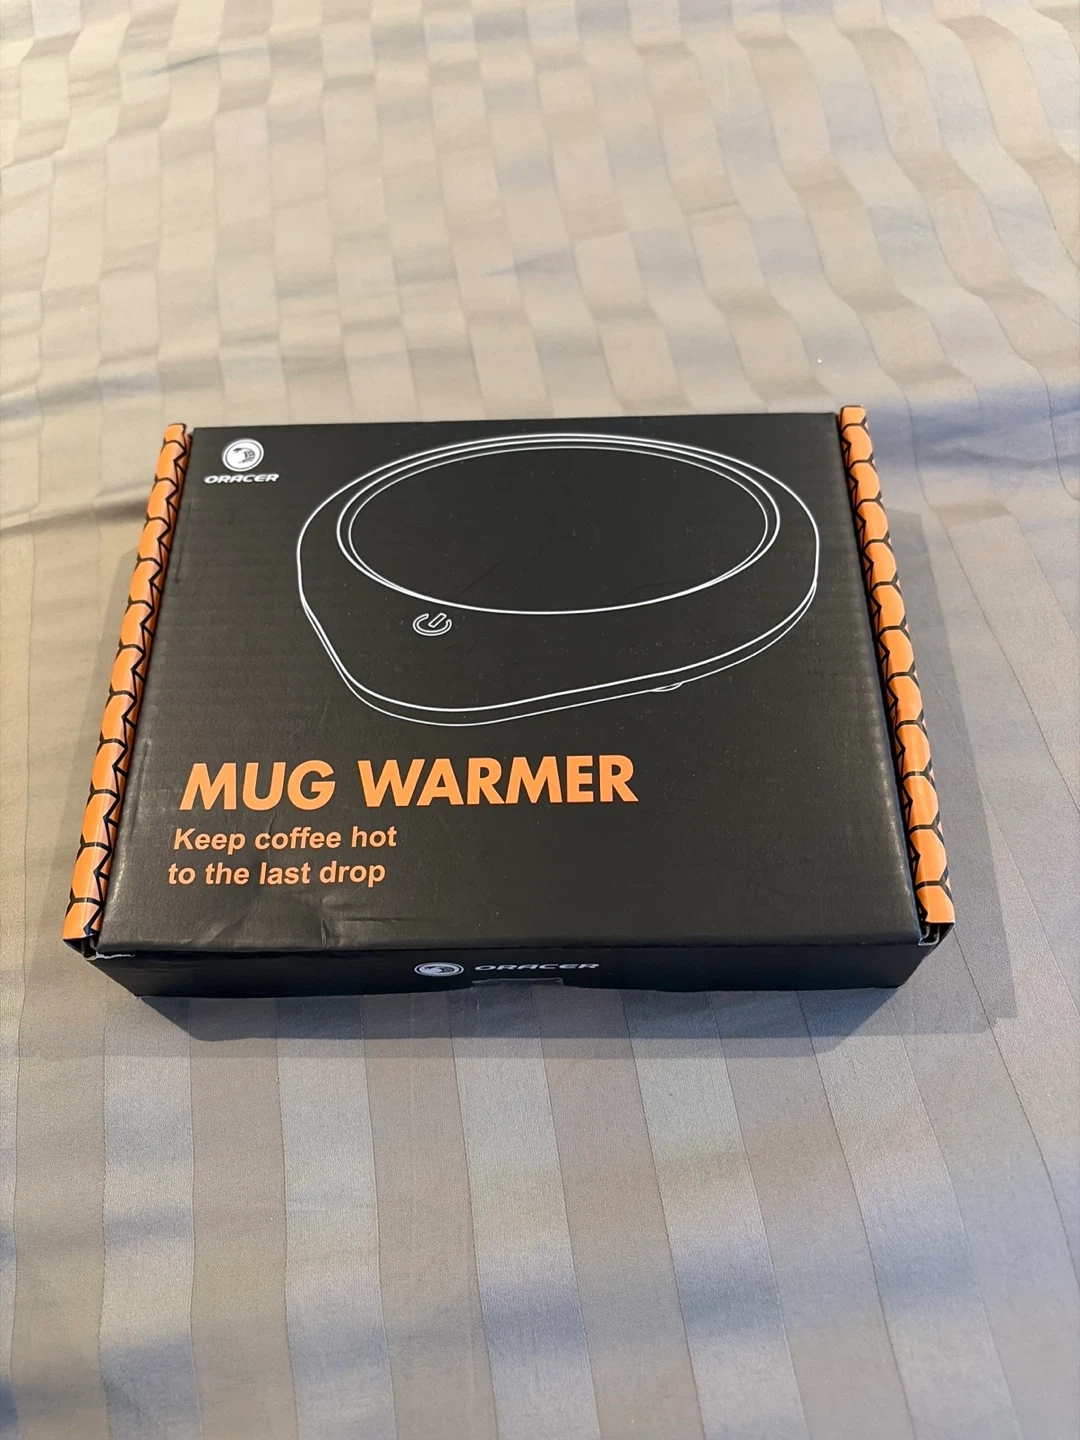 ORACER
MUG WARMER
Keep coffee hot
to the last drop
ORACER